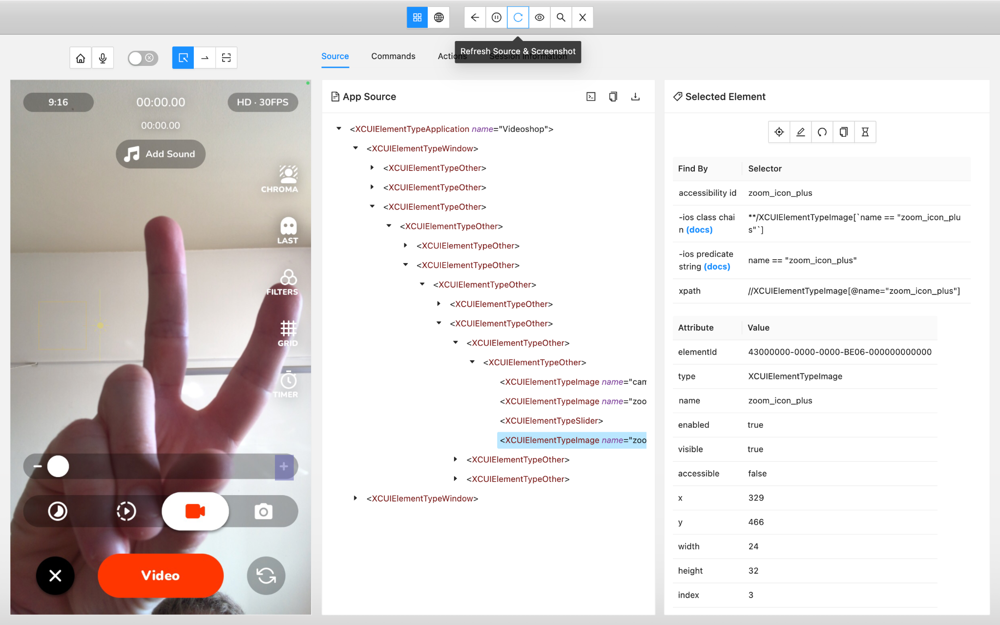 Refresh Source & Screenshot
Source
Commands
Actions
Session Information
9:16
00:00.00
HD · 30FPS
00:00.00
Add Sound
CHROMA
LAST
FILTERS
GRID
TIMER
Video
App Source
<XCUIElementTypeApplication name="Videoshop">
<XCUIElementTypeWindow>
<XCUIElementTypeOther>
<XCUIElementTypeOther>
<XCUIElementTypeOther>
<XCUIElementTypeOther>
<XCUIElementTypeOther>
<XCUIElementTypeOther>
<XCUIElementTypeOther>
<XCUIElementTypeOther>
<XCUIElementTypeOther>
<XCUIElementTypeOther>
<XCUIElementTypeOther>
<XCUIElementTypeImage name="cam
<XCUIElementTypeImage name="zoo
<XCUIElementTypeSlider>
<XCUIElementTypeImage name="zoo
<XCUIElementTypeOther>
<XCUIElementTypeOther>
<XCUIElementTypeWindow>
Selected Element
Find By Selector
accessibility id zoom_icon_plus
-ios class chai **/XCUIElementTypeImage[`name == "zoom_icon_plu
n (docs) s"`]
-ios predicate
string (docs) name == "zoom_icon_plus"
xpath //XCUIElementTypeImage[@name="zoom_icon_plus"]
Attribute Value
elementId 43000000-0000-0000-BE06-000000000000
type XCUIElementTypeImage
name zoom_icon_plus
enabled true
visible true
accessible false
x 329
y 466
width 24
height 32
index 3